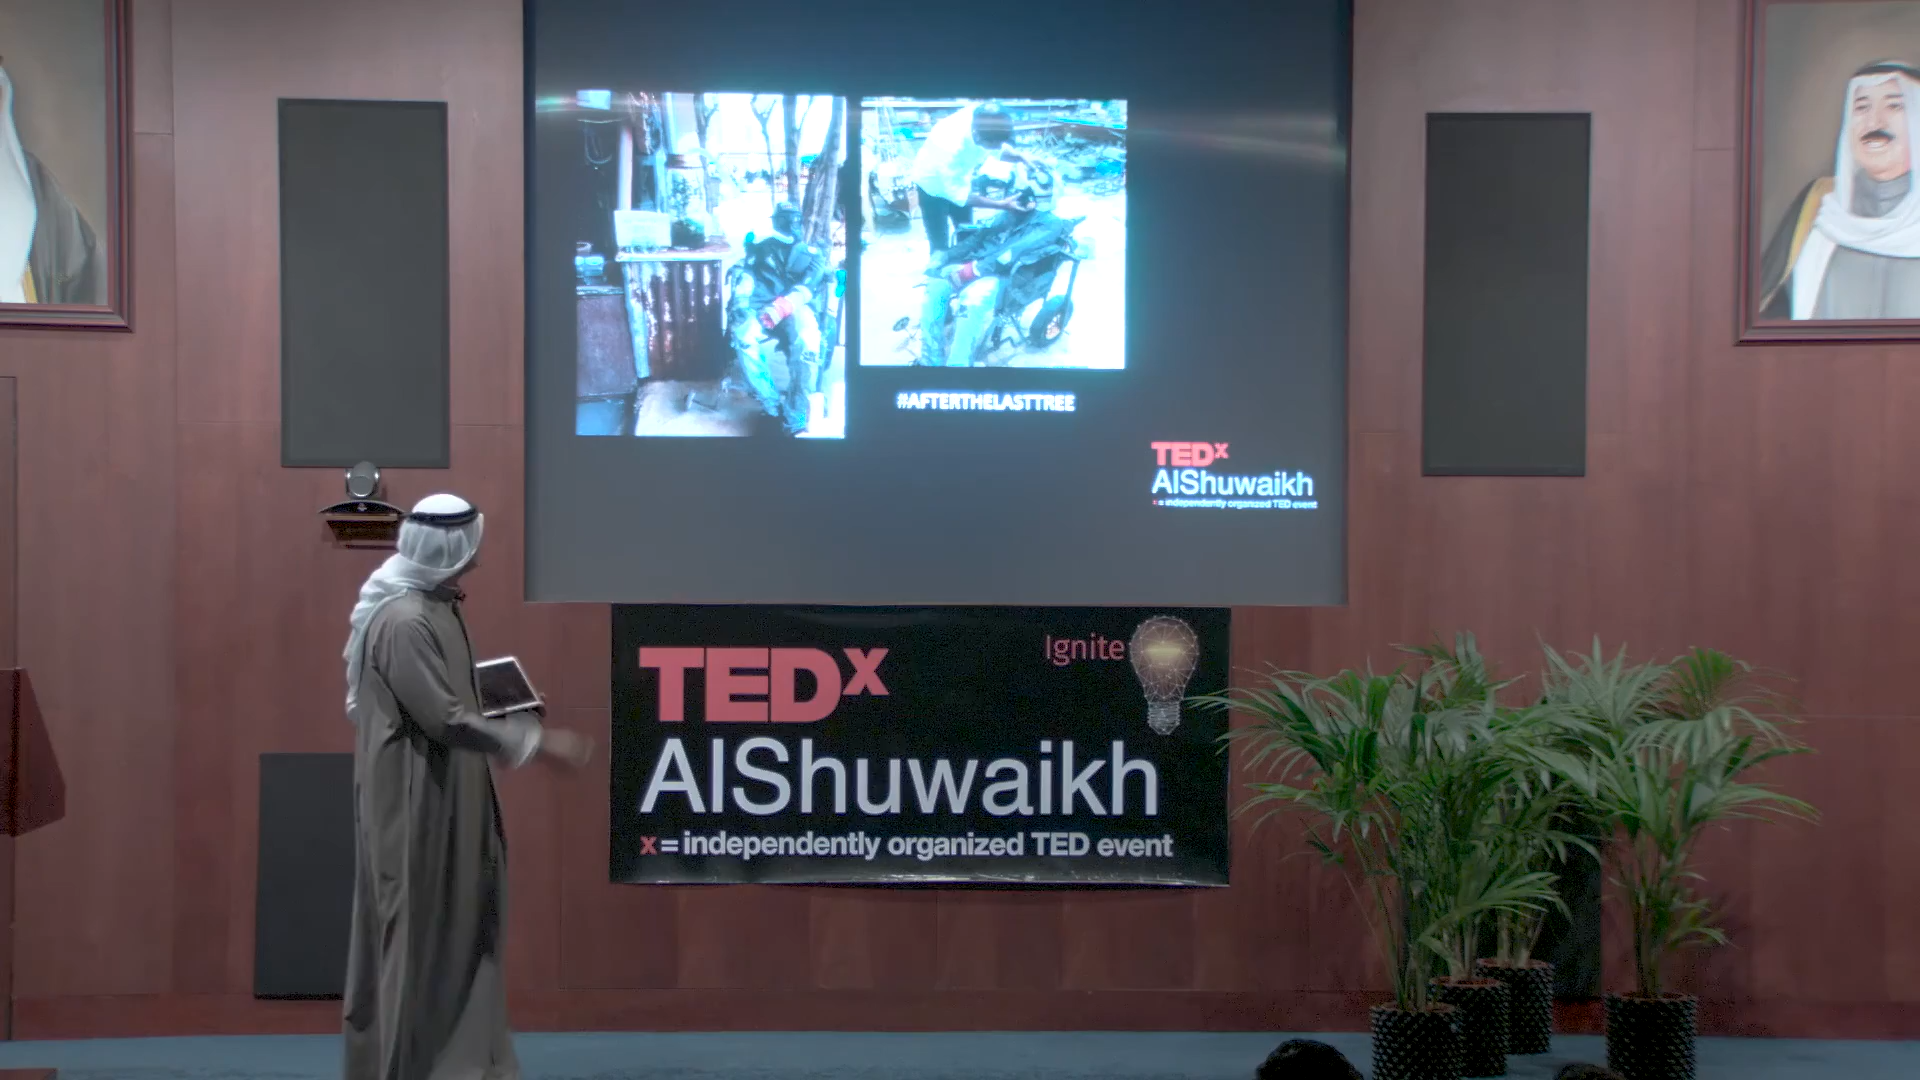 #AFTERTHELASTTREE
TEDx
AlShuwaikh
x = independently organized TED event
Ignite
TEDx
AlShuwaikh
x = independently organized TED event